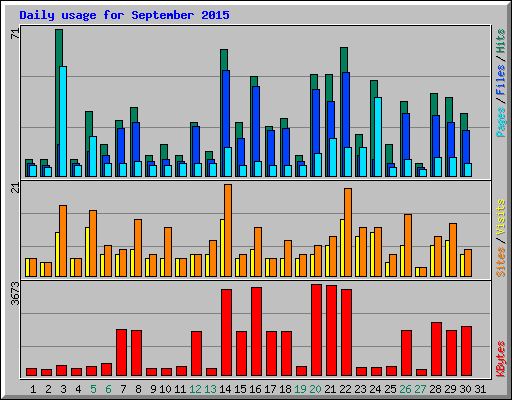 Daily usage for September 2015
71
Pages / Files / Hits
21
Sites / Visits
3673
KBytes
1 2 3 4 5 6 7 8 9 10 11 12 13 14 15 16 17 18 19 20 21 22 23 24 25 26 27 28 29 30 31